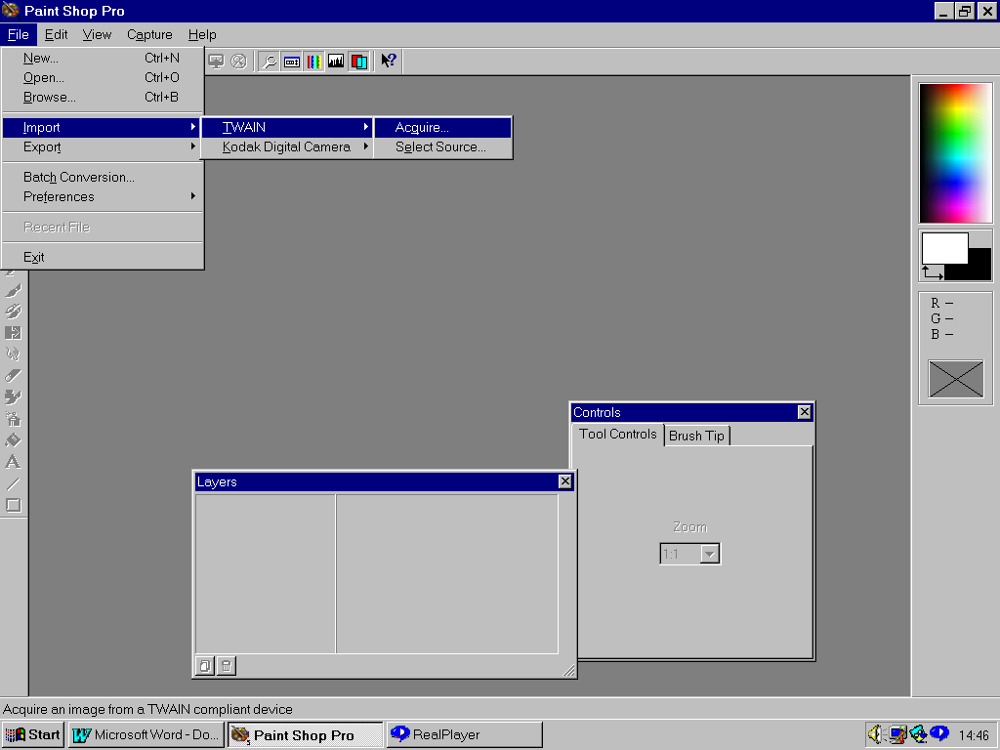 Paint Shop Pro
File Edit View Capture Help
New... Ctrl+N
Open... Ctrl+O
Browse... Ctrl+B
Import TWAIN Acquire...
Export Kodak Digital Camera Select Source...
Batch Conversion...
Preferences
Recent File
Exit
R –
G –
B –
Controls
Tool Controls Brush Tip
Zoom
1:1
Layers
Acquire an image from a TWAIN compliant device
Start Microsoft Word - Do... Paint Shop Pro RealPlayer 14:46